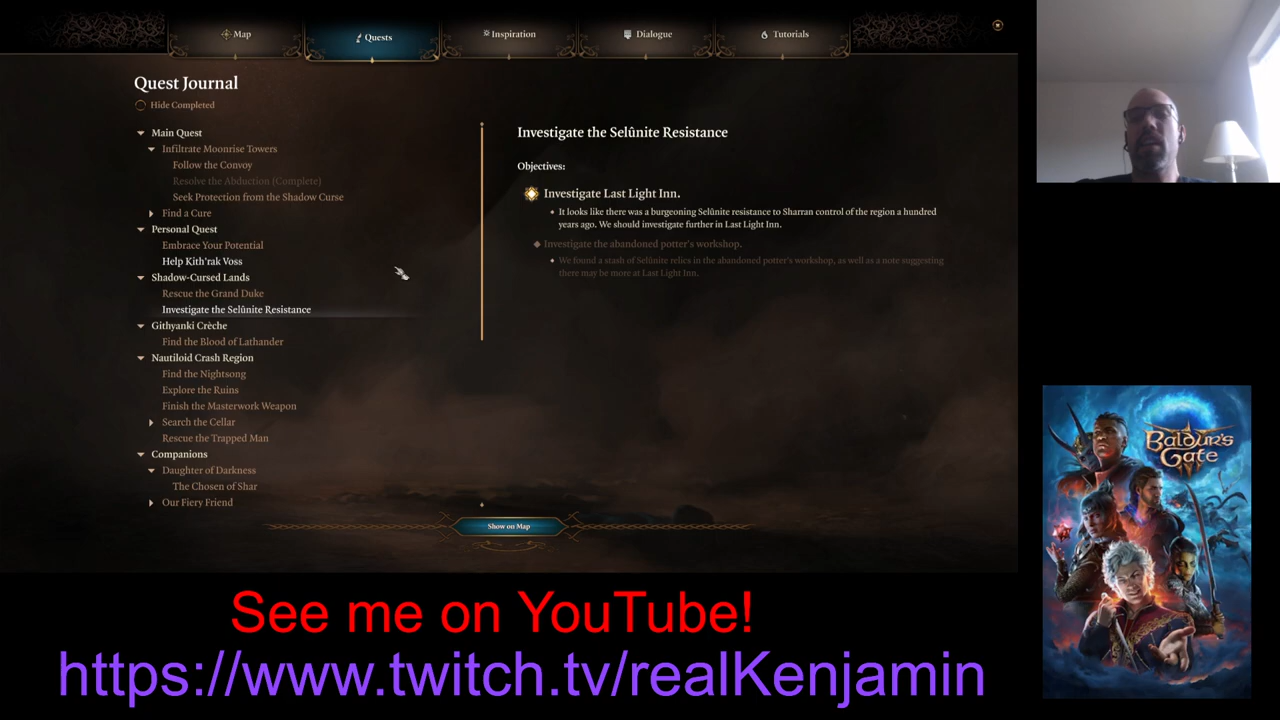 Map
Quests
Inspiration
Dialogue
Tutorials
Quest Journal
Hide Completed
Main Quest
Infiltrate Moonrise Towers
Follow the Convoy
Resolve the Abduction (Complete)
Seek Protection from the Shadow Curse
Find a Cure
Personal Quest
Embrace Your Potential
Help Kith'rak Voss
Shadow-Cursed Lands
Rescue the Grand Duke
Investigate the Selûnite Resistance
Githyanki Crèche
Find the Blood of Lathander
Nautiloid Crash Region
Find the Nightsong
Explore the Ruins
Finish the Masterwork Weapon
Search the Cellar
Rescue the Trapped Man
Companions
Daughter of Darkness
The Chosen of Shar
Our Fiery Friend
Investigate the Selûnite Resistance
Objectives:
Investigate Last Light Inn.
It looks like there was a burgeoning Selûnite resistance to Sharran control of the region a hundred
years ago. We should investigate further in Last Light Inn.
Investigate the abandoned potter's workshop.
We found a stash of Selûnite relics in the abandoned potter's workshop, as well as a note suggesting
there may be more at Last Light Inn.
Show on Map
Baldur's
Gate
See me on YouTube!
https://www.twitch.tv/realKenjamin